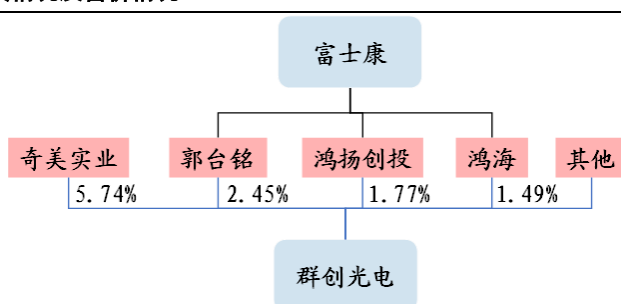 富士康
奇美实业
郭台铭
鸿扬创投
鸿海
其他
5.74%
2.45%
1.77%
1.49%
群创光电